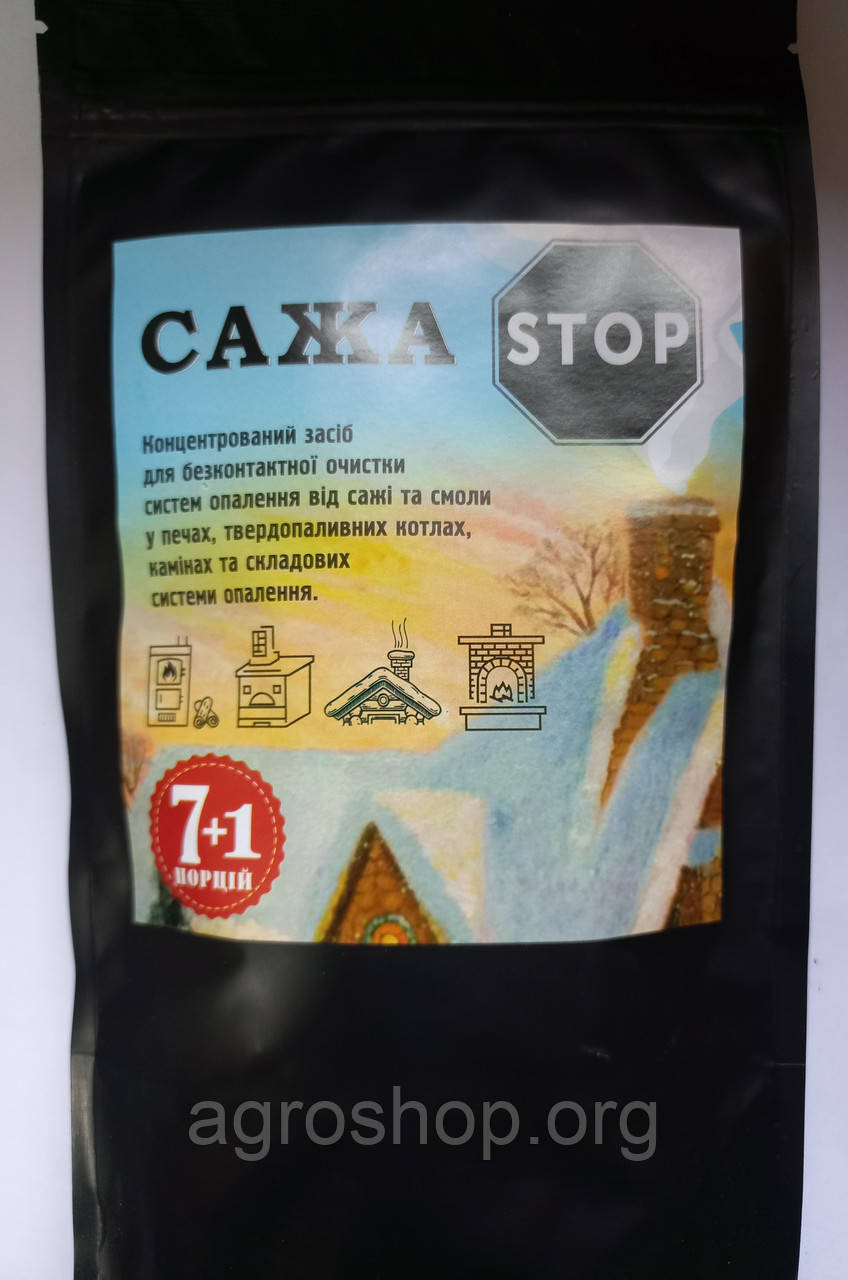 САЖА
STOP
Концентрований засіб
для безконтактної очистки
систем опалення від сажі та смоли
у печах, твердопаливних котлах,
камінах та складових
системи опалення.
7+1
ПОРЦІЙ
agroshop.org